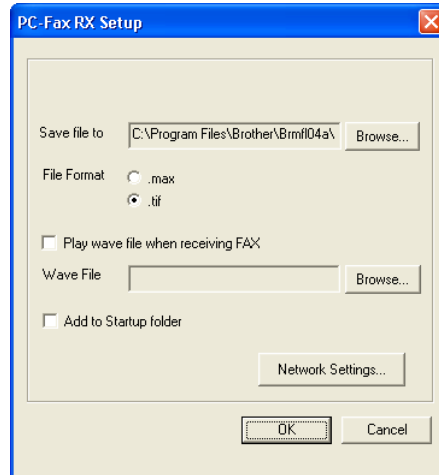 PC-Fax RX Setup
Save file to C:\Program Files\Brother\Brmfl04a\ Browse...
File Format .max
.tif
Play wave file when receiving FAX
Wave File Browse...
Add to Startup folder
Network Settings...
OK Cancel